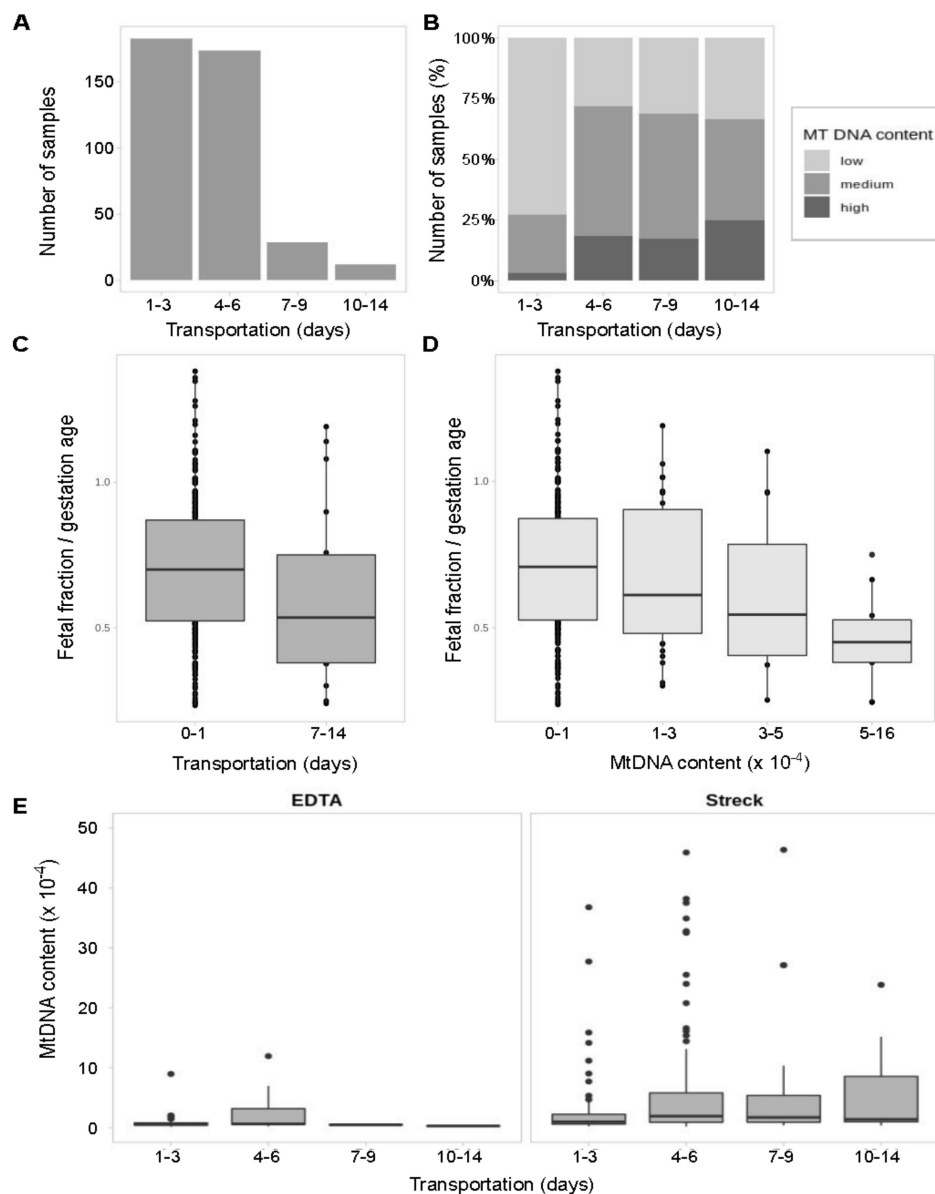 A
Number of samples
150
100
50
0
1-3 4-6 7-9 10-14
Transportation (days)
B
Number of samples (%)
100%
75%
50%
25%
0%
1-3 4-6 7-9 10-14
Transportation (days)
MT DNA content
low
medium
high
C
Fetal fraction / gestation age
1.0
0.5
0-1 7-14
Transportation (days)
D
Fetal fraction / gestation age
1.0
0.5
0-1 1-3 3-5 5-16
MtDNA content (x 10⁻⁴)
E
EDTA Streck
MtDNA content (x 10⁻⁴)
50
40
30
20
10
0
1-3 4-6 7-9 10-14 1-3 4-6 7-9 10-14
Transportation (days) Transportation (days)